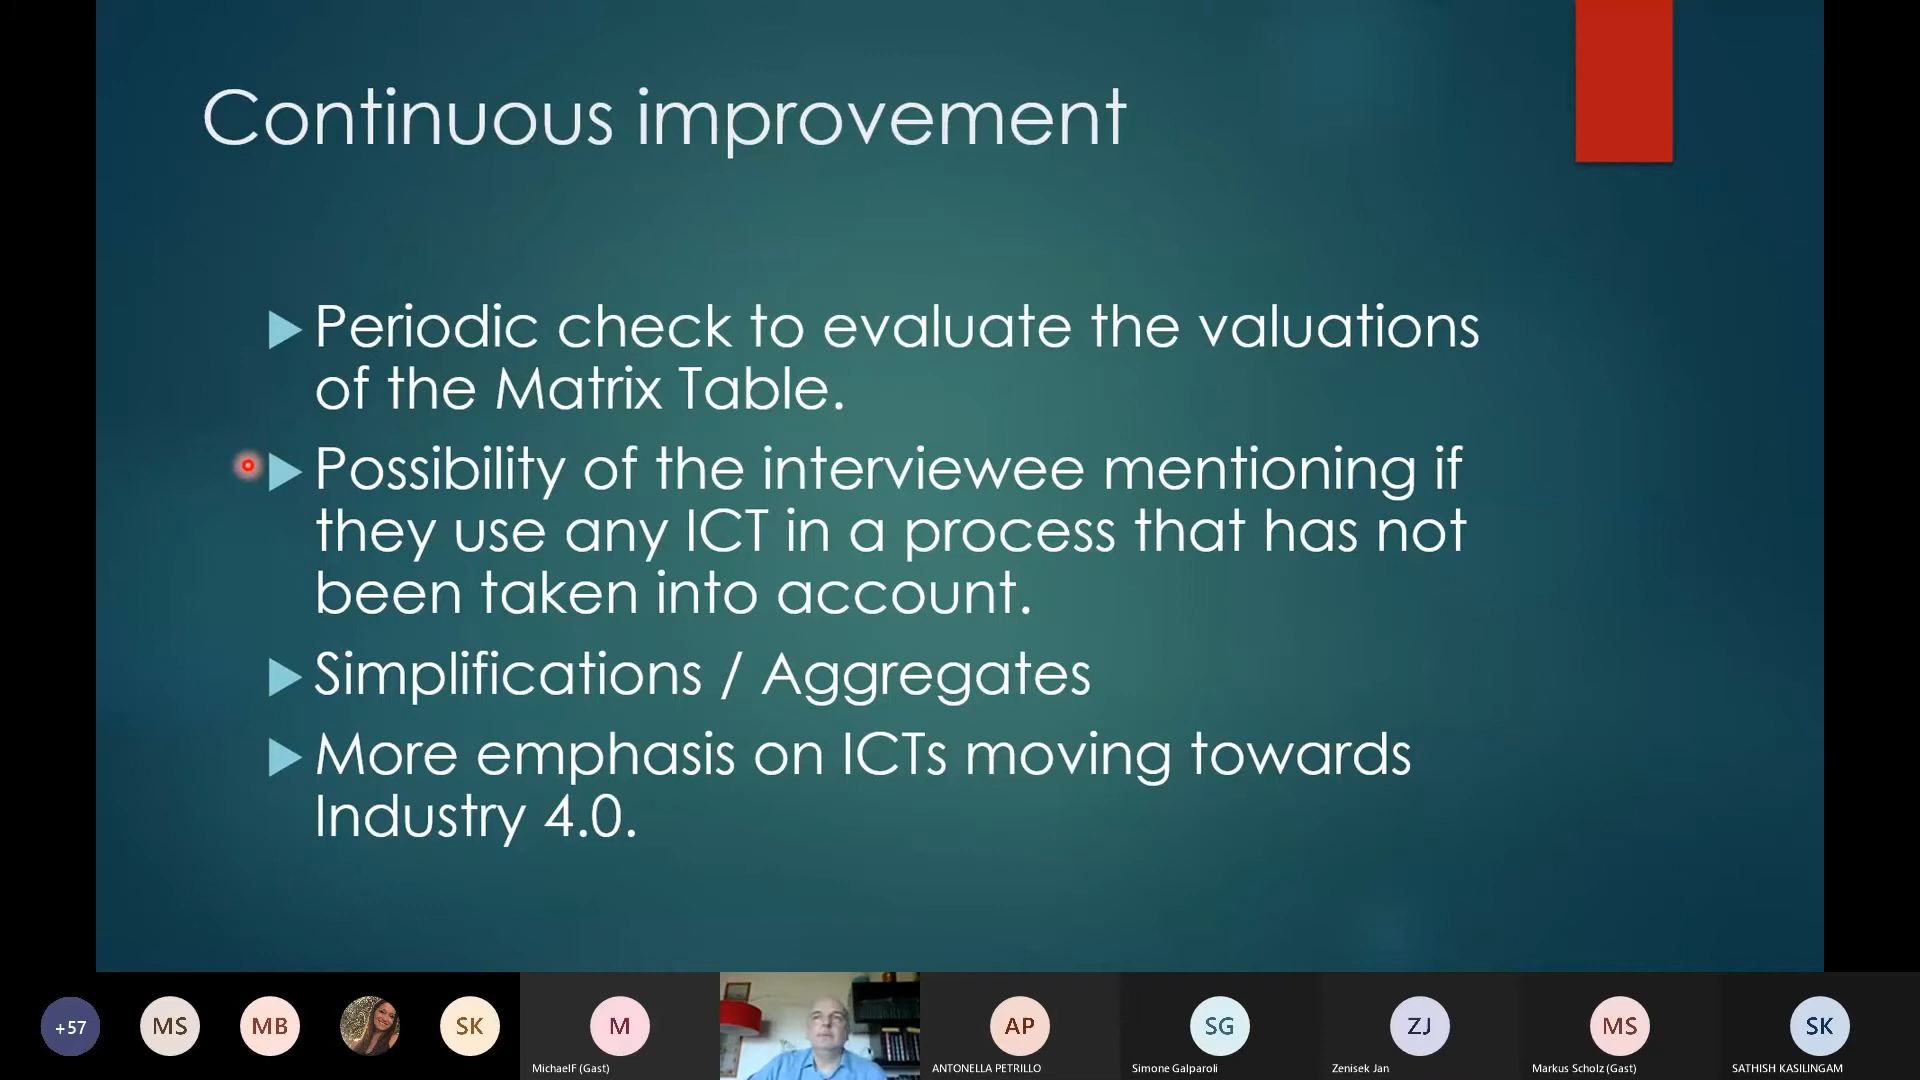 Continuous improvement
Periodic check to evaluate the valuations
of the Matrix Table.
Possibility of the interviewee mentioning if
they use any ICT in a process that has not
been taken into account.
Simplifications / Aggregates
More emphasis on ICTs moving towards
Industry 4.0.
+57
MS
MB
SK
M
AP
SG
ZJ
MS
SK
MichaelF (Gast)
ANTONELLA PETRILLO
Simone Galparoli
Zenisek Jan
Markus Scholz (Gast)
SATHISH KASILINGAM